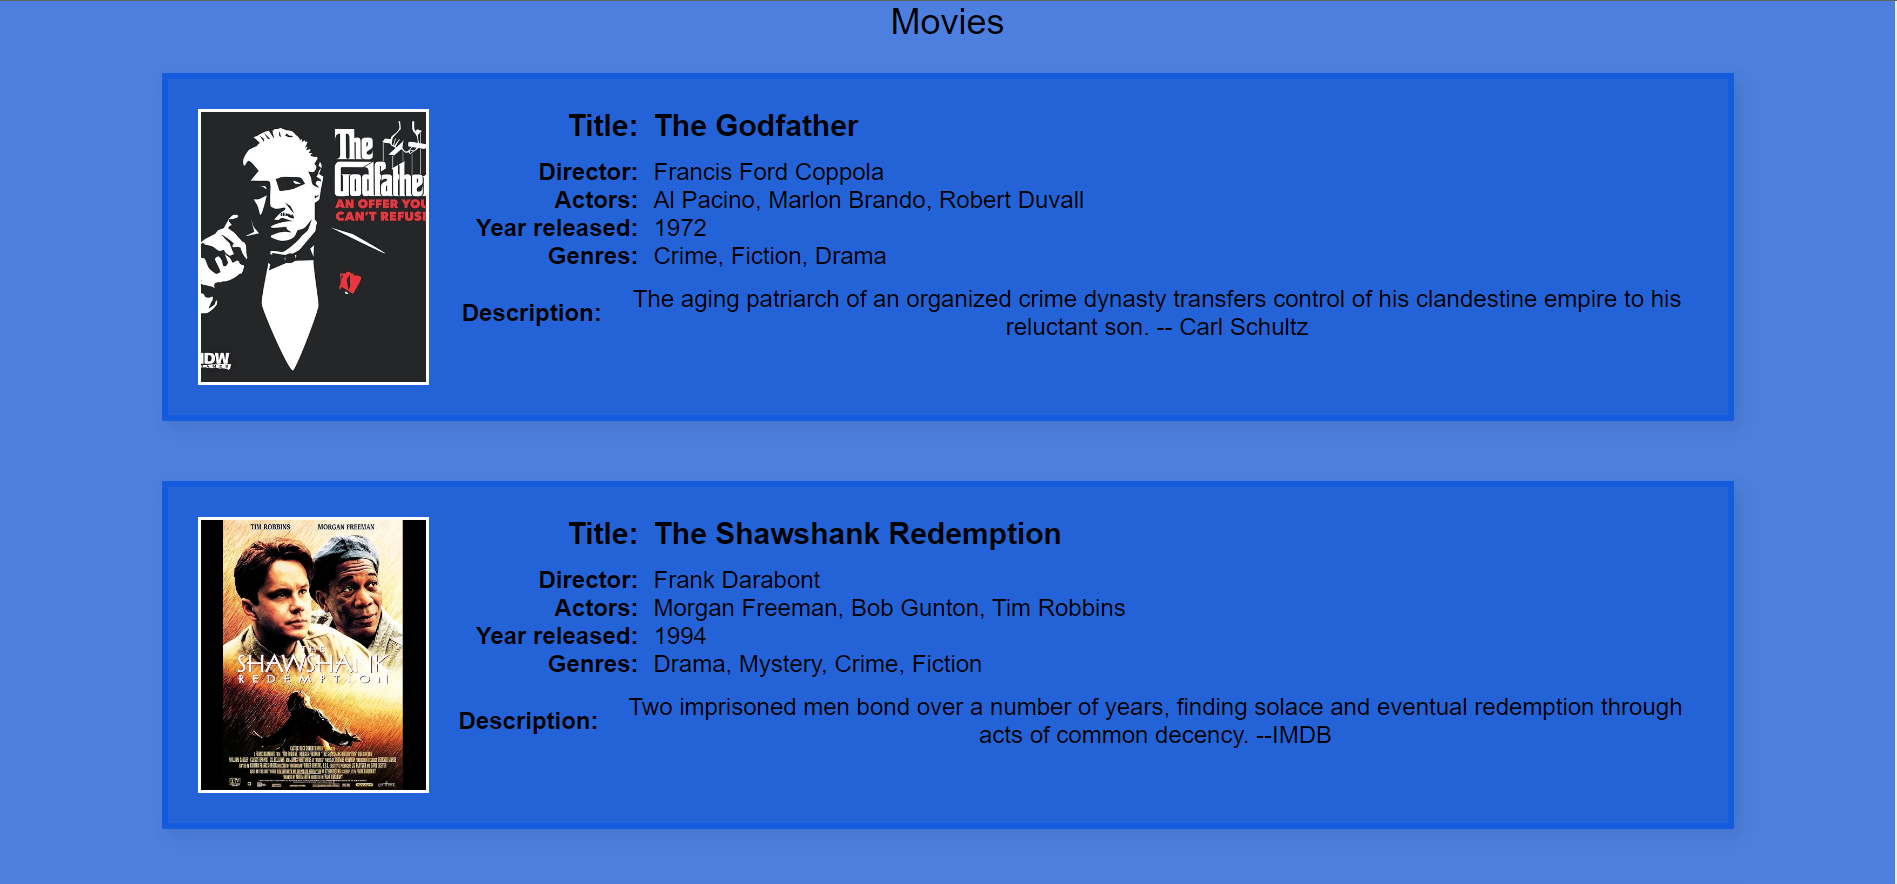 Movies
The
Godfather
AN OFFER YOU
CAN'T REFUSE
IDW
GAMES
Title: The Godfather
Director: Francis Ford Coppola
Actors: Al Pacino, Marlon Brando, Robert Duvall
Year released: 1972
Genres: Crime, Fiction, Drama
Description: The aging patriarch of an organized crime dynasty transfers control of his clandestine empire to his
reluctant son. -- Carl Schultz
TIM ROBBINS MORGAN FREEMAN
THE
SHAWSHANK
REDEMPTION
Title: The Shawshank Redemption
Director: Frank Darabont
Actors: Morgan Freeman, Bob Gunton, Tim Robbins
Year released: 1994
Genres: Drama, Mystery, Crime, Fiction
Description: Two imprisoned men bond over a number of years, finding solace and eventual redemption through
acts of common decency. --IMDB